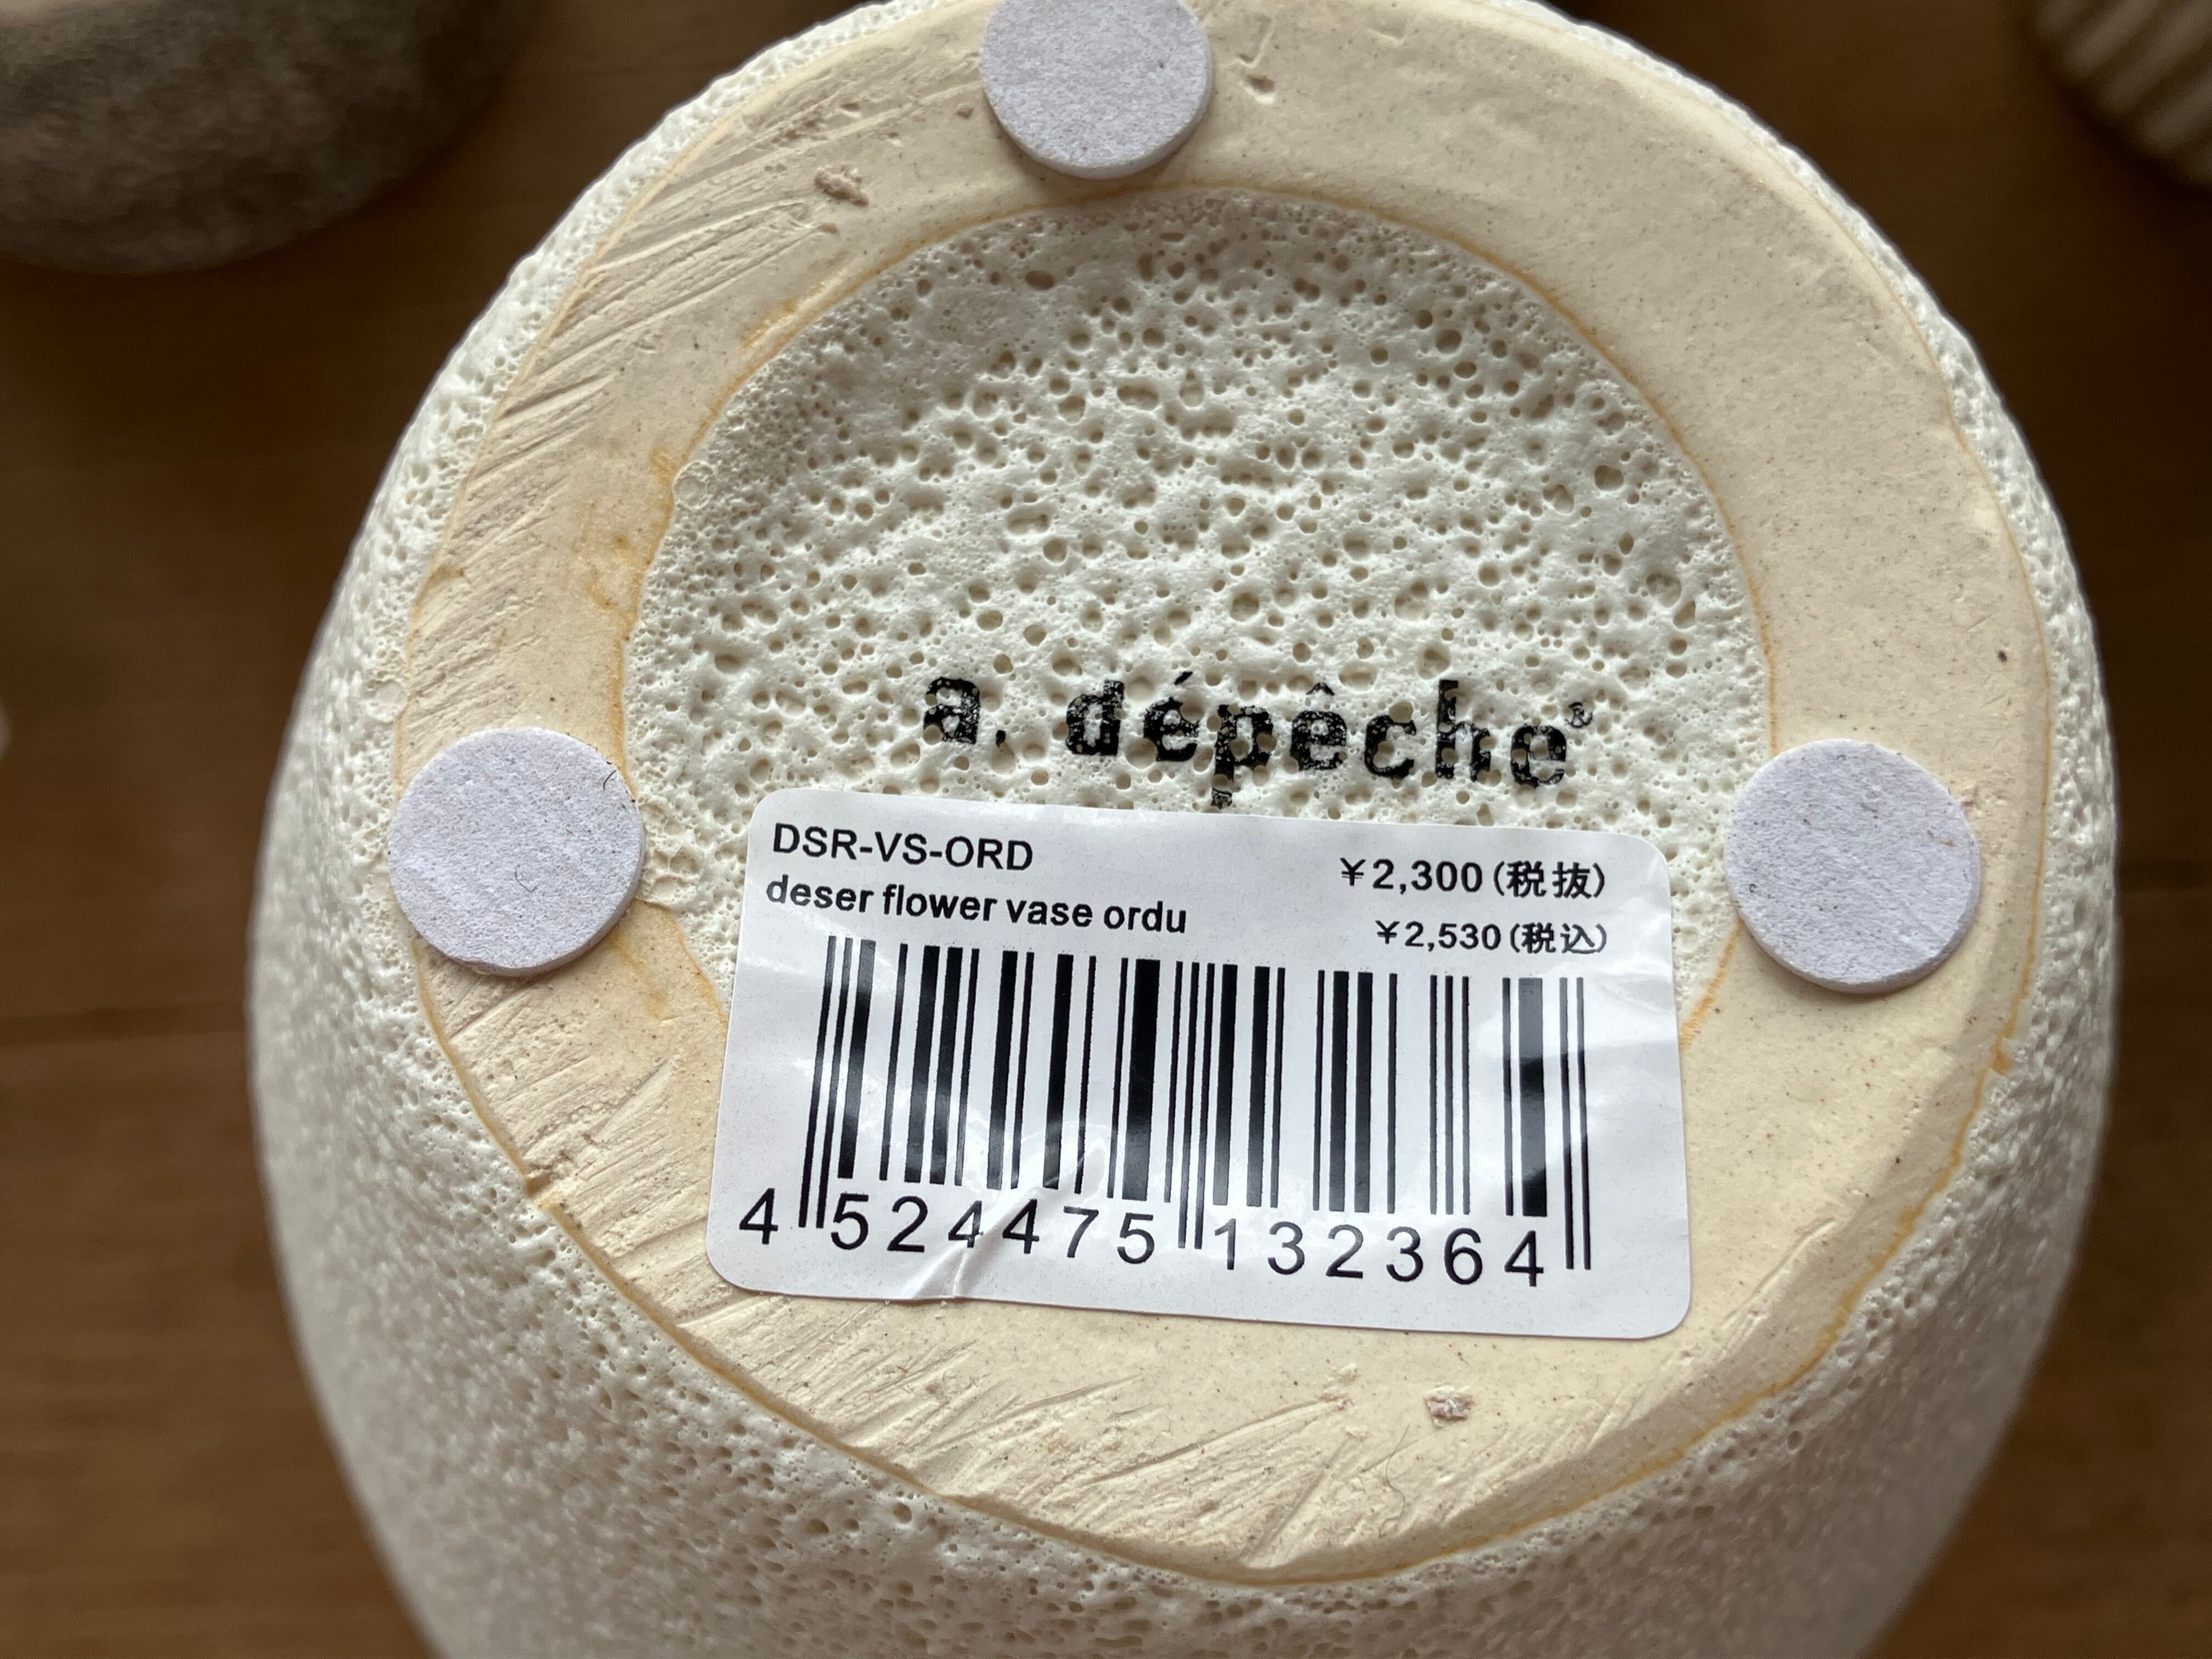 a. dépêche®
DSR-VS-ORD
deser flower vase ordu
¥2,300(税抜)
¥2,530(税込)
4 524475 132364